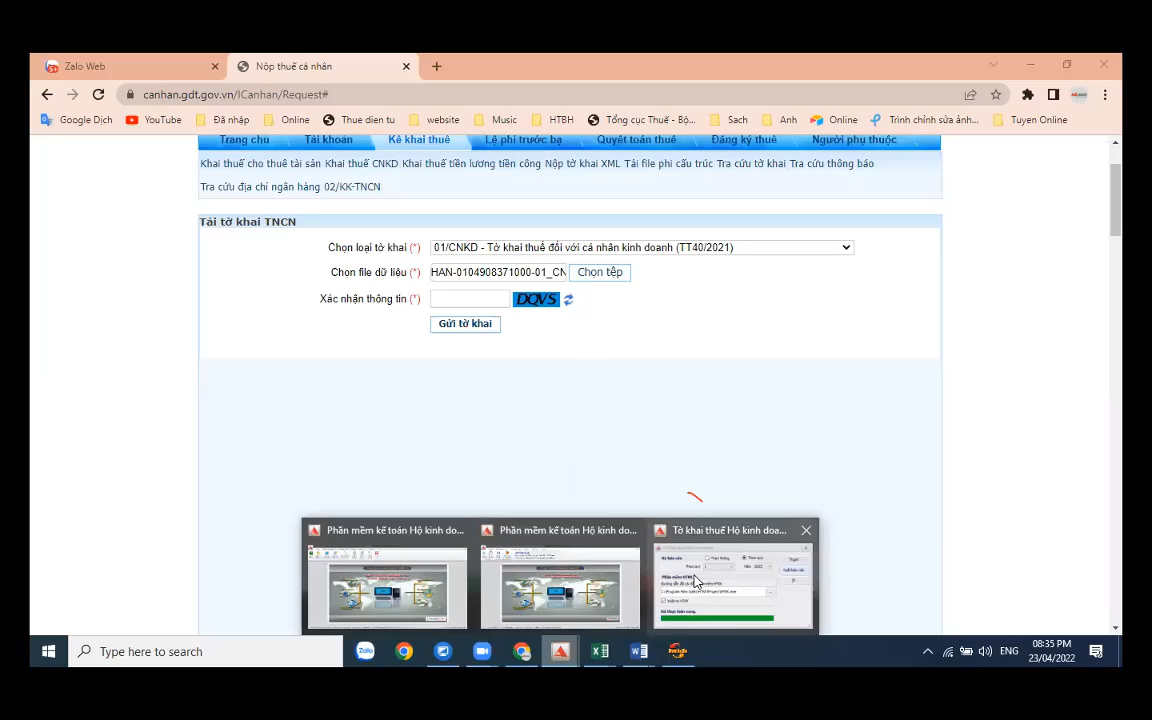 Zalo Web
Nộp thuế cá nhân
canhan.gdt.gov.vn/ICanhan/Request#
Google Dịch YouTube Đã nhập Online Thue dien tu website Music HTBH Tổng cục Thuế - Bộ... Sach Anh Online Trình chỉnh sửa ảnh... Tuyen Online
Trang chủ Tài khoản Kê khai thuế Lệ phí trước bạ Quyết toán thuế Đăng ký thuế Người phụ thuộc
Khai thuế cho thuê tài sản Khai thuế CNKD Khai thuế tiền lương tiền công Nộp tờ khai XML Tải file phi cấu trúc Tra cứu tờ khai Tra cứu thông báo
Tra cứu địa chỉ ngân hàng 02/KK-TNCN
Tải tờ khai TNCN
Chọn loại tờ khai (*) 01/CNKD - Tờ khai thuế đối với cá nhân kinh doanh (TT40/2021)
Chọn file dữ liệu (*) HAN-0104908371000-01_CN Chọn tệp
Xác nhận thông tin (*) DQVS
Gửi tờ khai
Phần mềm kế toán Hộ kinh do... Phần mềm kế toán Hộ kinh do... Tờ khai thuế Hộ kinh doa...
Type here to search
ENG
08:35 PM
23/04/2022